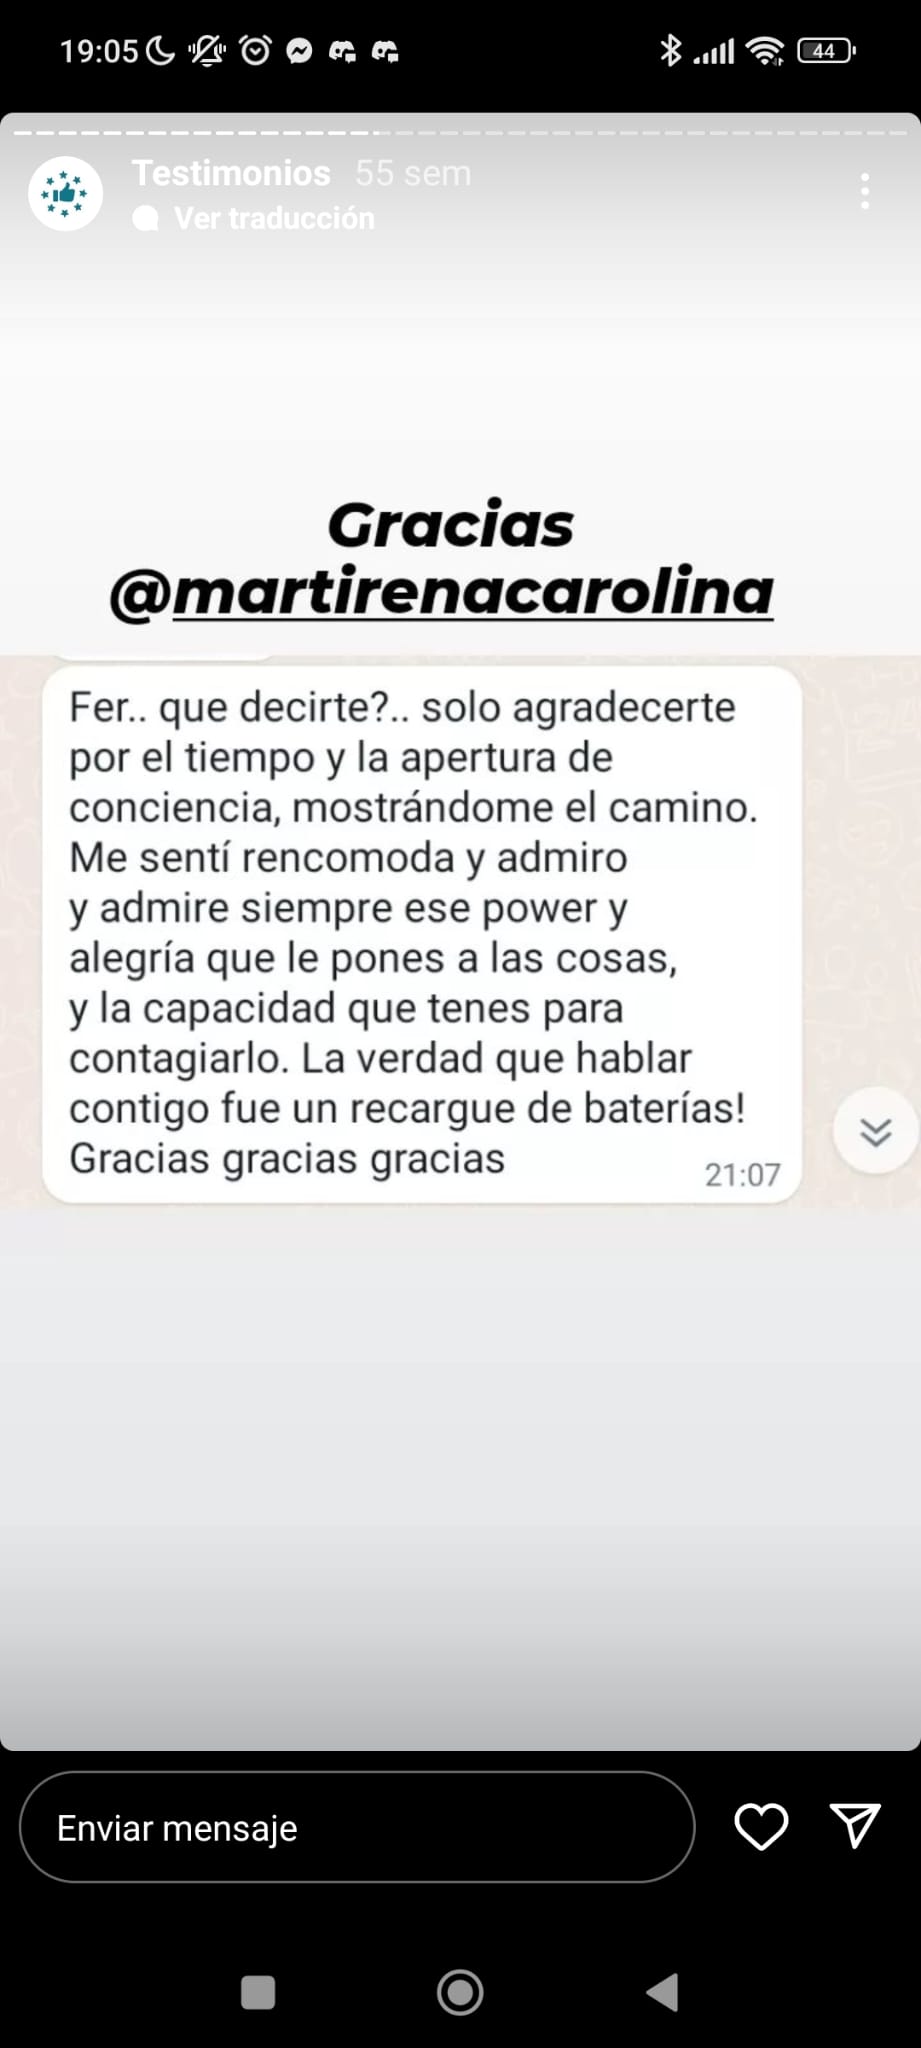 19:05
44
Testimonios 55 sem
Ver traducción
Gracias
@martirenacarolina
Fer.. que decirte?.. solo agradecerte
por el tiempo y la apertura de
conciencia, mostrándome el camino.
Me sentí rencomoda y admiro
y admire siempre ese power y
alegría que le pones a las cosas,
y la capacidad que tenes para
contagiarlo. La verdad que hablar
contigo fue un recargue de baterías!
Gracias gracias gracias
21:07
Enviar mensaje